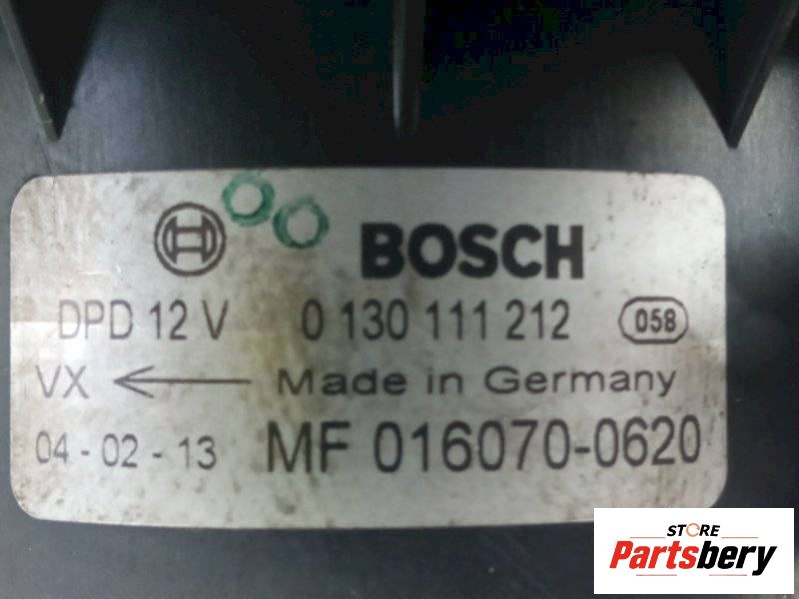 BOSCH
DPD 12 V 0 130 111 212 058
VX Made in Germany
04 - 02 - 13 MF 016070-0620
STORE
Partsbery